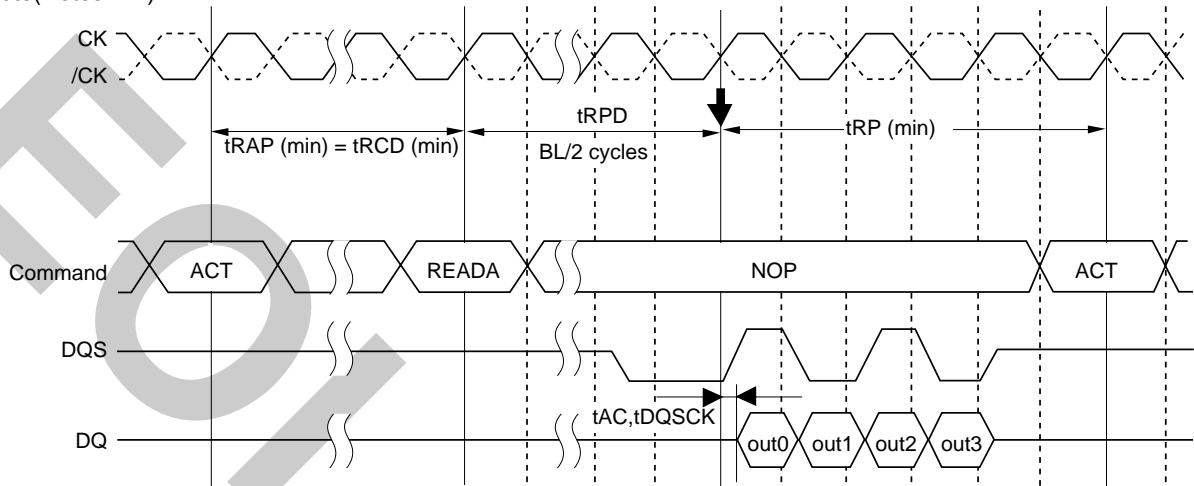 CK
/CK
tRPD
tRP (min)
tRAP (min) = tRCD (min)
BL/2 cycles
Command
ACT
READA
NOP
ACT
DQS
tAC,tDQSCK
DQ
out0
out1
out2
out3